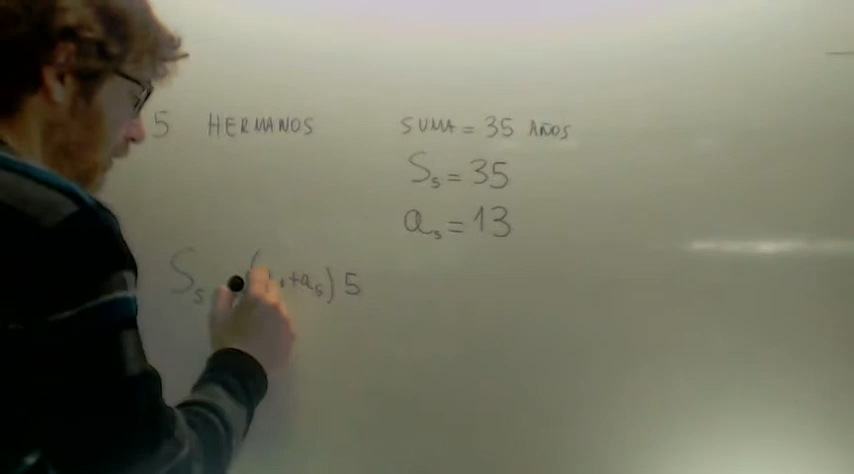 5 HERMANOS SUMA = 35 AÑOS
S₅ = 35
a₅ = 13
S₅ ( +a₅) 5